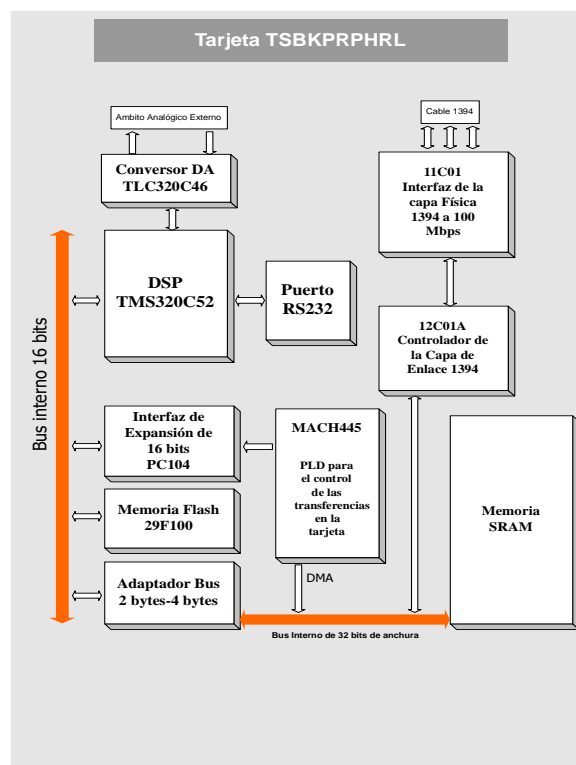 Tarjeta TSBKPRPHRL
Ambito Analógico Externo
Cable 1394
Conversor DA
TLC320C46
11C01
Interfaz de la
capa Física
1394 a 100
Mbps
DSP
TMS320C52
Puerto
RS232
12C01A
Controlador de
la Capa de
Enlace 1394
Bus interno 16 bits
Interfaz de
Expansión de
16 bits
PC104
MACH445
PLD para
el control
de las
transferencias
en la
tarjeta
Memoria
SRAM
Memoria Flash
29F100
Adaptador Bus
2 bytes-4 bytes
DMA
Bus Interno de 32 bits de anchura